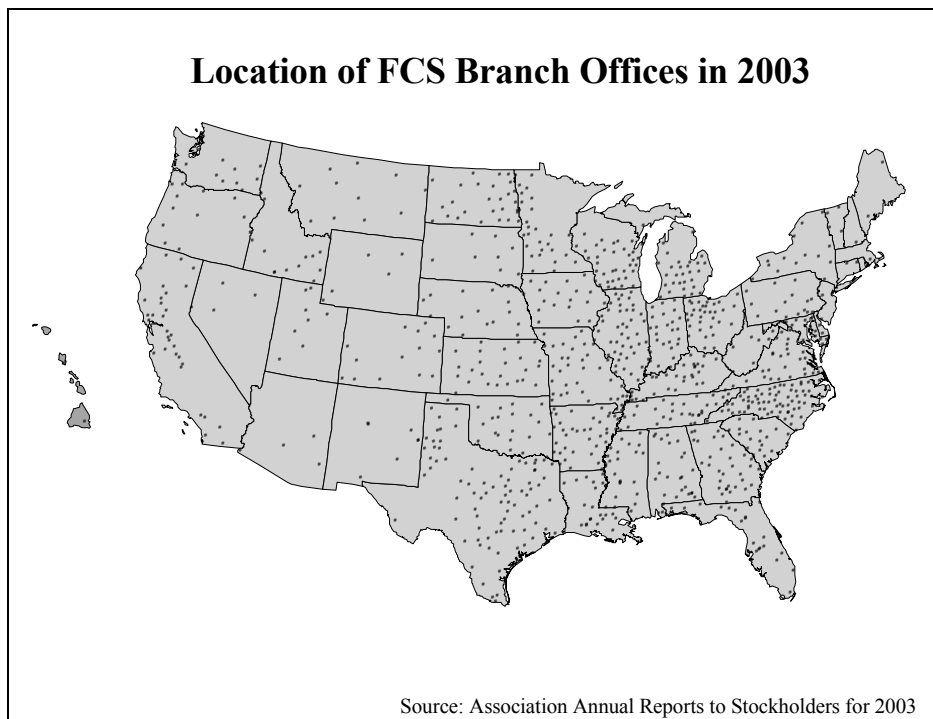 Location of FCS Branch Offices in 2003
Source: Association Annual Reports to Stockholders for 2003